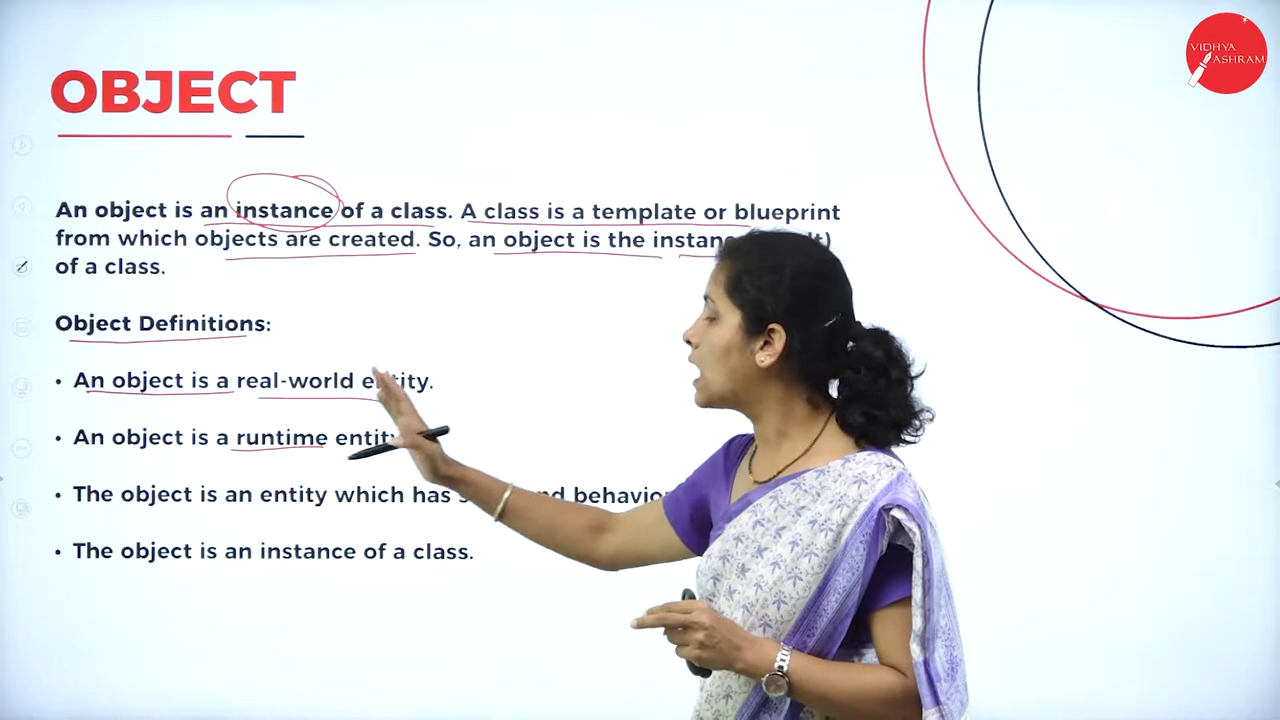 VIDHYA
ASHRAM
OBJECT
An object is an instance of a class. A class is a template or blueprint
from which objects are created. So, an object is the
of a class.
Object Definitions:
• An object is a real-world entity.
• An object is a runtime
• The object is an entity which has and
• The object is an instance of a class.